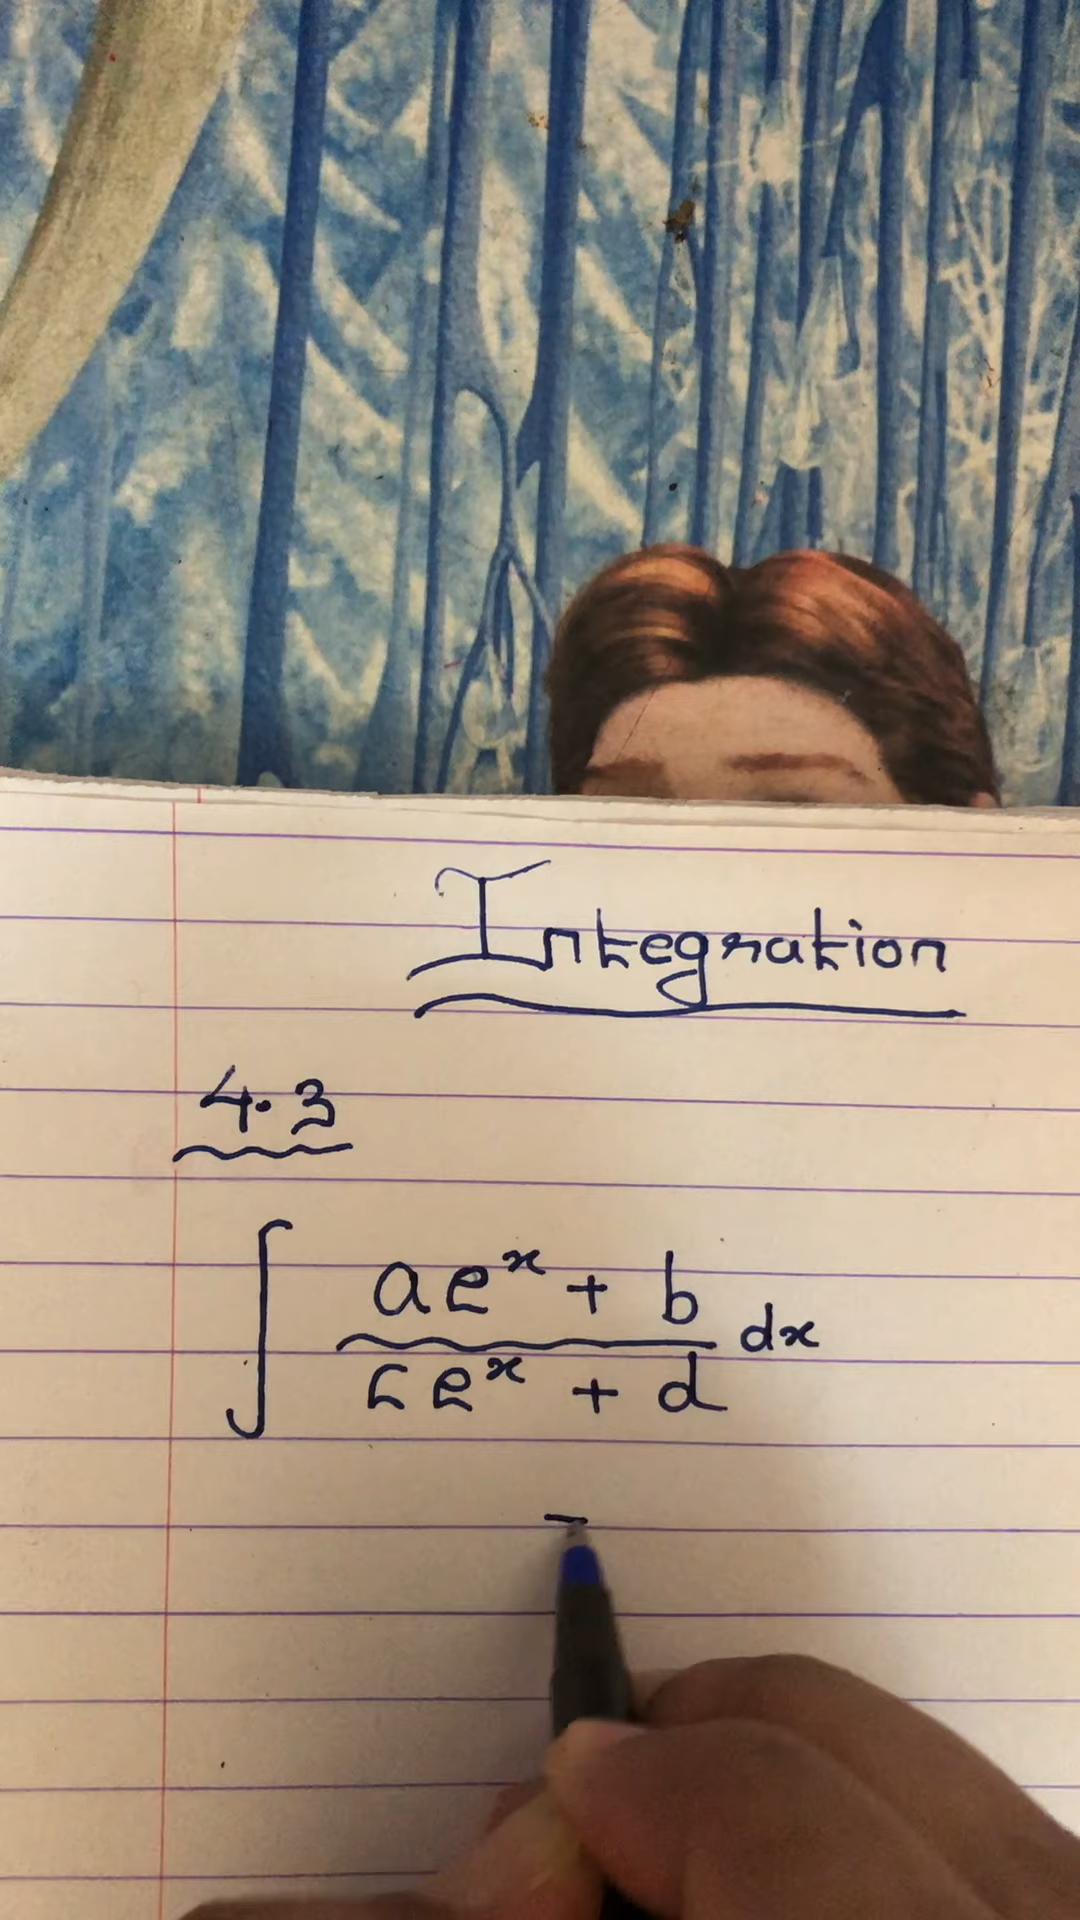 Integration
4.3
∫ ae^x + b / ce^x + d dx